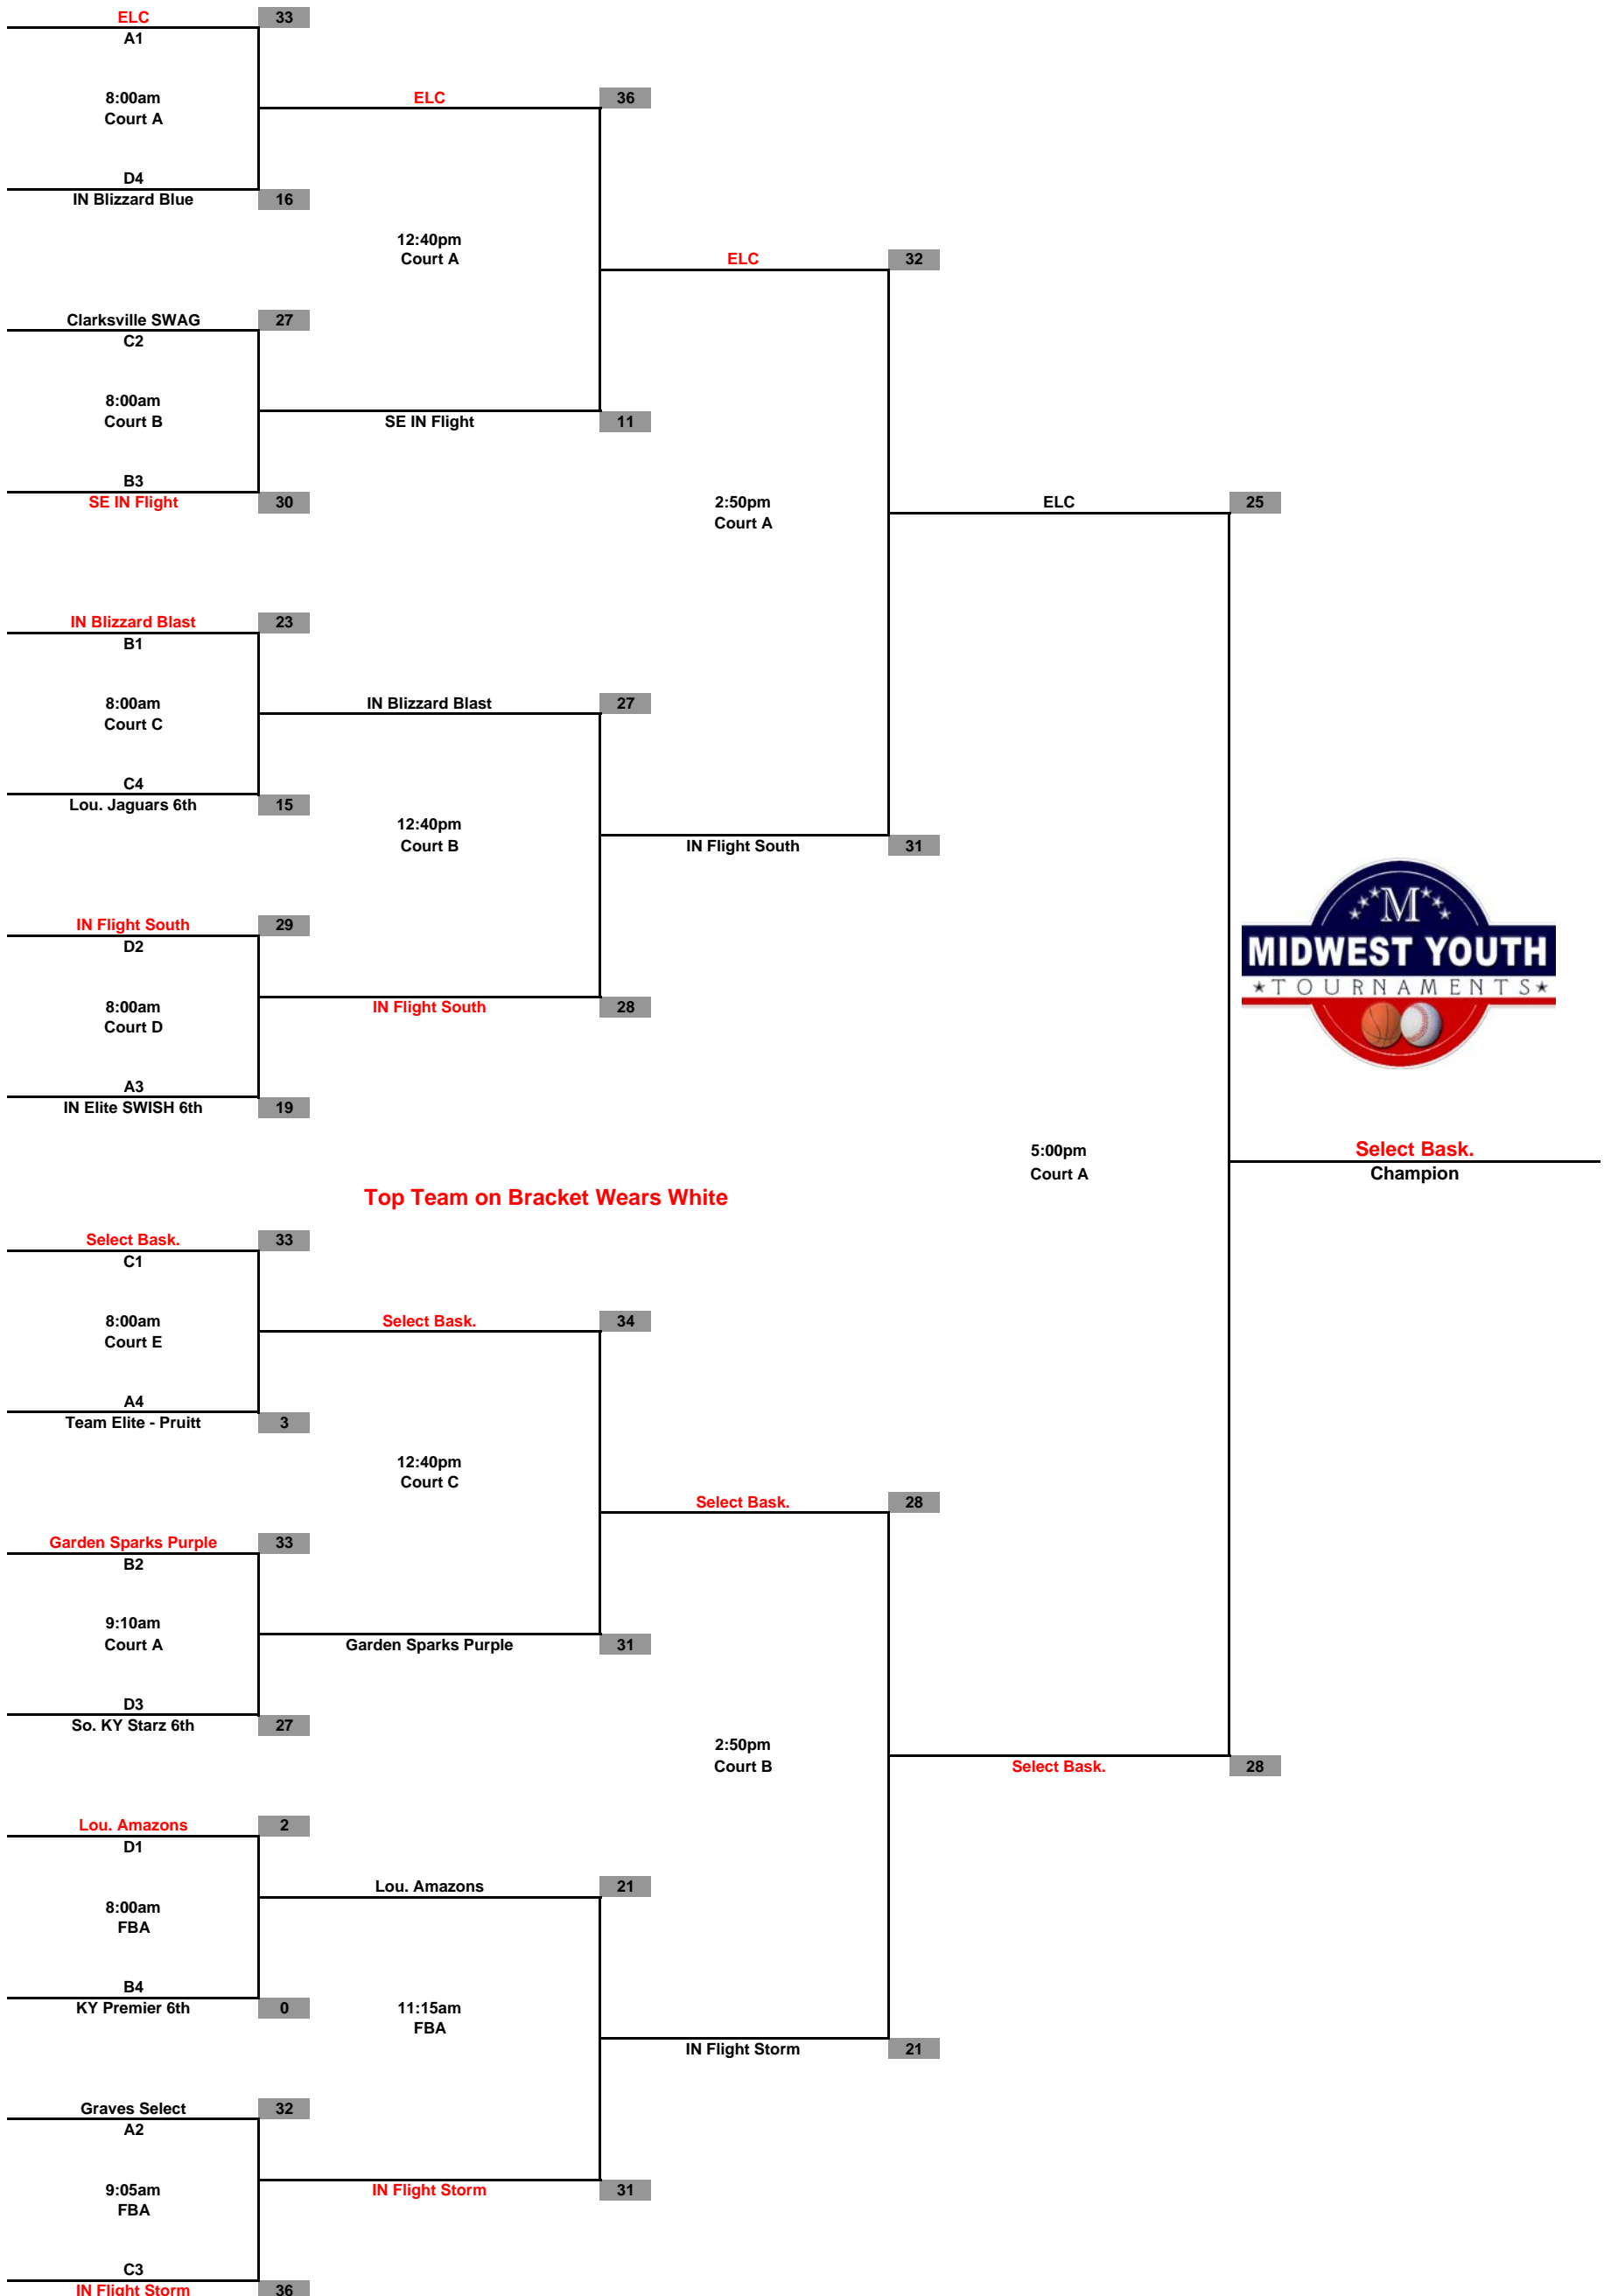 ELC 33
A1
8:00am
Court A
D4
IN Blizzard Blue 16
ELC 36
12:40pm
Court A
ELC 32
Clarksville SWAG 27
C2
8:00am
Court B
B3
SE IN Flight 30
SE IN Flight 11
2:50pm
Court A
ELC 25
IN Blizzard Blast 23
B1
8:00am
Court C
C4
Lou. Jaguars 6th 15
IN Blizzard Blast 27
12:40pm
Court B
IN Flight South 31
IN Flight South 29
D2
8:00am
Court D
A3
IN Elite SWISH 6th 19
IN Flight South 28
M
MIDWEST YOUTH
TOURNAMENTS
5:00pm
Court A
Select Bask.
Champion
Top Team on Bracket Wears White
Select Bask. 33
C1
8:00am
Court E
A4
Team Elite - Pruitt 3
Select Bask. 34
12:40pm
Court C
Select Bask. 28
Garden Sparks Purple 33
B2
9:10am
Court A
D3
So. KY Starz 6th 27
Garden Sparks Purple 31
2:50pm
Court B
Select Bask. 28
Lou. Amazons 2
D1
8:00am
FBA
B4
KY Premier 6th 0
Lou. Amazons 21
11:15am
FBA
IN Flight Storm 21
Graves Select 32
A2
9:05am
FBA
C3
IN Flight Storm 36
IN Flight Storm 31